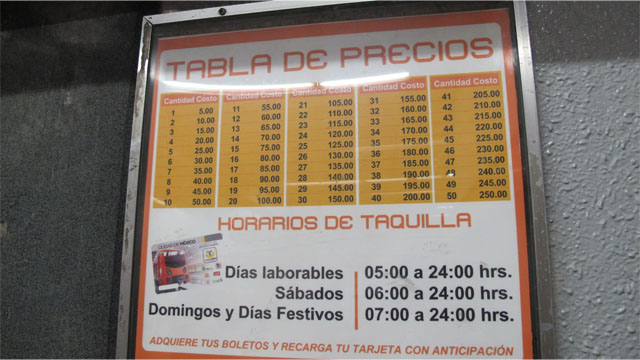 TABLA DE PRECIOS
Cantidad Costo Cantidad Costo Cantidad Costo Cantidad Costo Cantidad Costo
1 5.00 11 55.00 21 105.00 31 155.00 41 205.00
2 10.00 12 60.00 22 110.00 32 160.00 42 210.00
3 15.00 13 65.00 23 115.00 33 165.00 43 215.00
4 20.00 14 70.00 24 120.00 34 170.00 44 220.00
5 25.00 15 75.00 25 125.00 35 175.00 45 225.00
6 30.00 16 80.00 26 130.00 36 180.00 46 230.00
7 35.00 17 85.00 27 135.00 37 185.00 47 235.00
8 40.00 18 90.00 28 140.00 38 190.00 48 240.00
9 45.00 19 95.00 29 145.00 39 195.00 49 245.00
10 50.00 20 100.00 30 150.00 40 200.00 50 250.00
HORARIOS DE TAQUILLA
CIUDAD DE MÉXICO
Días laborables 05:00 a 24:00 hrs.
Sábados 06:00 a 24:00 hrs.
Domingos y Días Festivos 07:00 a 24:00 hrs.
ADQUIERE TUS BOLETOS Y RECARGA TU TARJETA CON ANTICIPACIÓN